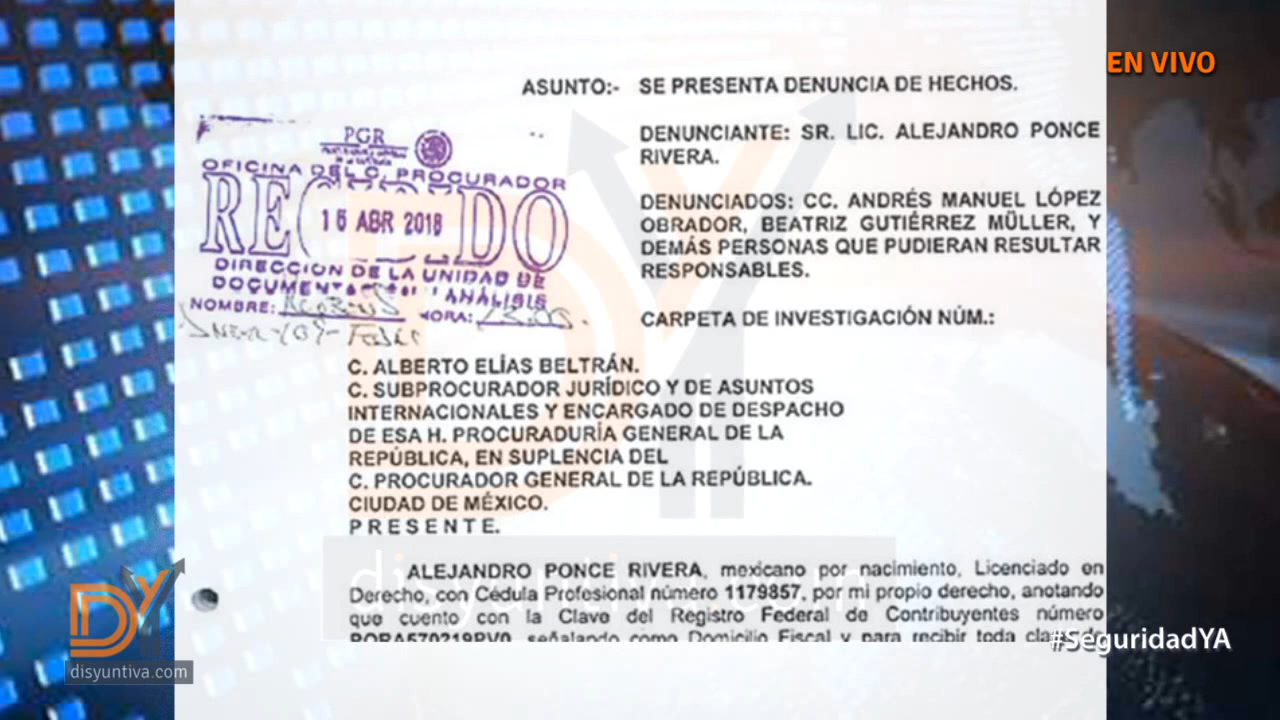 EN VIVO
ASUNTO:- SE PRESENTA DENUNCIA DE HECHOS.
DENUNCIANTE: SR. LIC. ALEJANDRO PONCE
RIVERA.
DENUNCIADOS: CC. ANDRÉS MANUEL LÓPEZ
OBRADOR, BEATRIZ GUTIÉRREZ MÜLLER, Y
DEMÁS PERSONAS QUE PUDIERAN RESULTAR
RESPONSABLES.
CARPETA DE INVESTIGACIÓN NÚM.:
PGR
OFICINA DEL C. PROCURADOR
RECIBIDO
ABR 2018
DIRECCION DE LA UNIDAD DE
ANÁLISIS
NOMBRE:
HORA:
C. ALBERTO ELÍAS BELTRÁN.
C. SUBPROCURADOR JURÍDICO Y DE ASUNTOS
INTERNACIONALES Y ENCARGADO DE DESPACHO
DE ESA H. PROCURADURÍA GENERAL DE LA
REPÚBLICA, EN SUPLENCIA DEL
C. PROCURADOR GENERAL DE LA REPÚBLICA.
CIUDAD DE MÉXICO.
P R E S E N T E.
ALEJANDRO PONCE RIVERA, mexicano por nacimiento, Licenciado en
Derecho, con Cédula Profesional número 1179857, por mi propio derecho, anotando
que cuento con la Clave del Registro Federal de Contribuyentes número
señalando como Domicilio Fiscal y para recibir toda
#SeguridadYA
DY
disyuntiva.com
disyuntiva.com